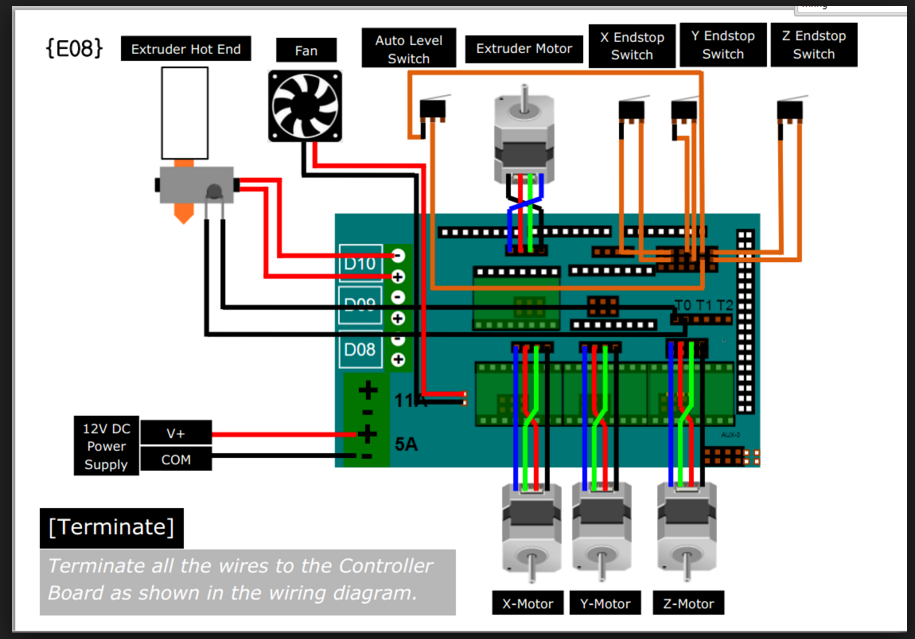 {E08}
Extruder Hot End
Fan
Auto Level
Switch
Extruder Motor
X Endstop
Switch
Y Endstop
Switch
Z Endstop
Switch
D10
-
+
D09
-
+
D08
-
+
T0 T1 T2
+
-
11A
+
-
5A
12V DC
Power
Supply
V+
COM
[Terminate]
Terminate all the wires to the Controller
Board as shown in the wiring diagram.
X-Motor
Y-Motor
Z-Motor